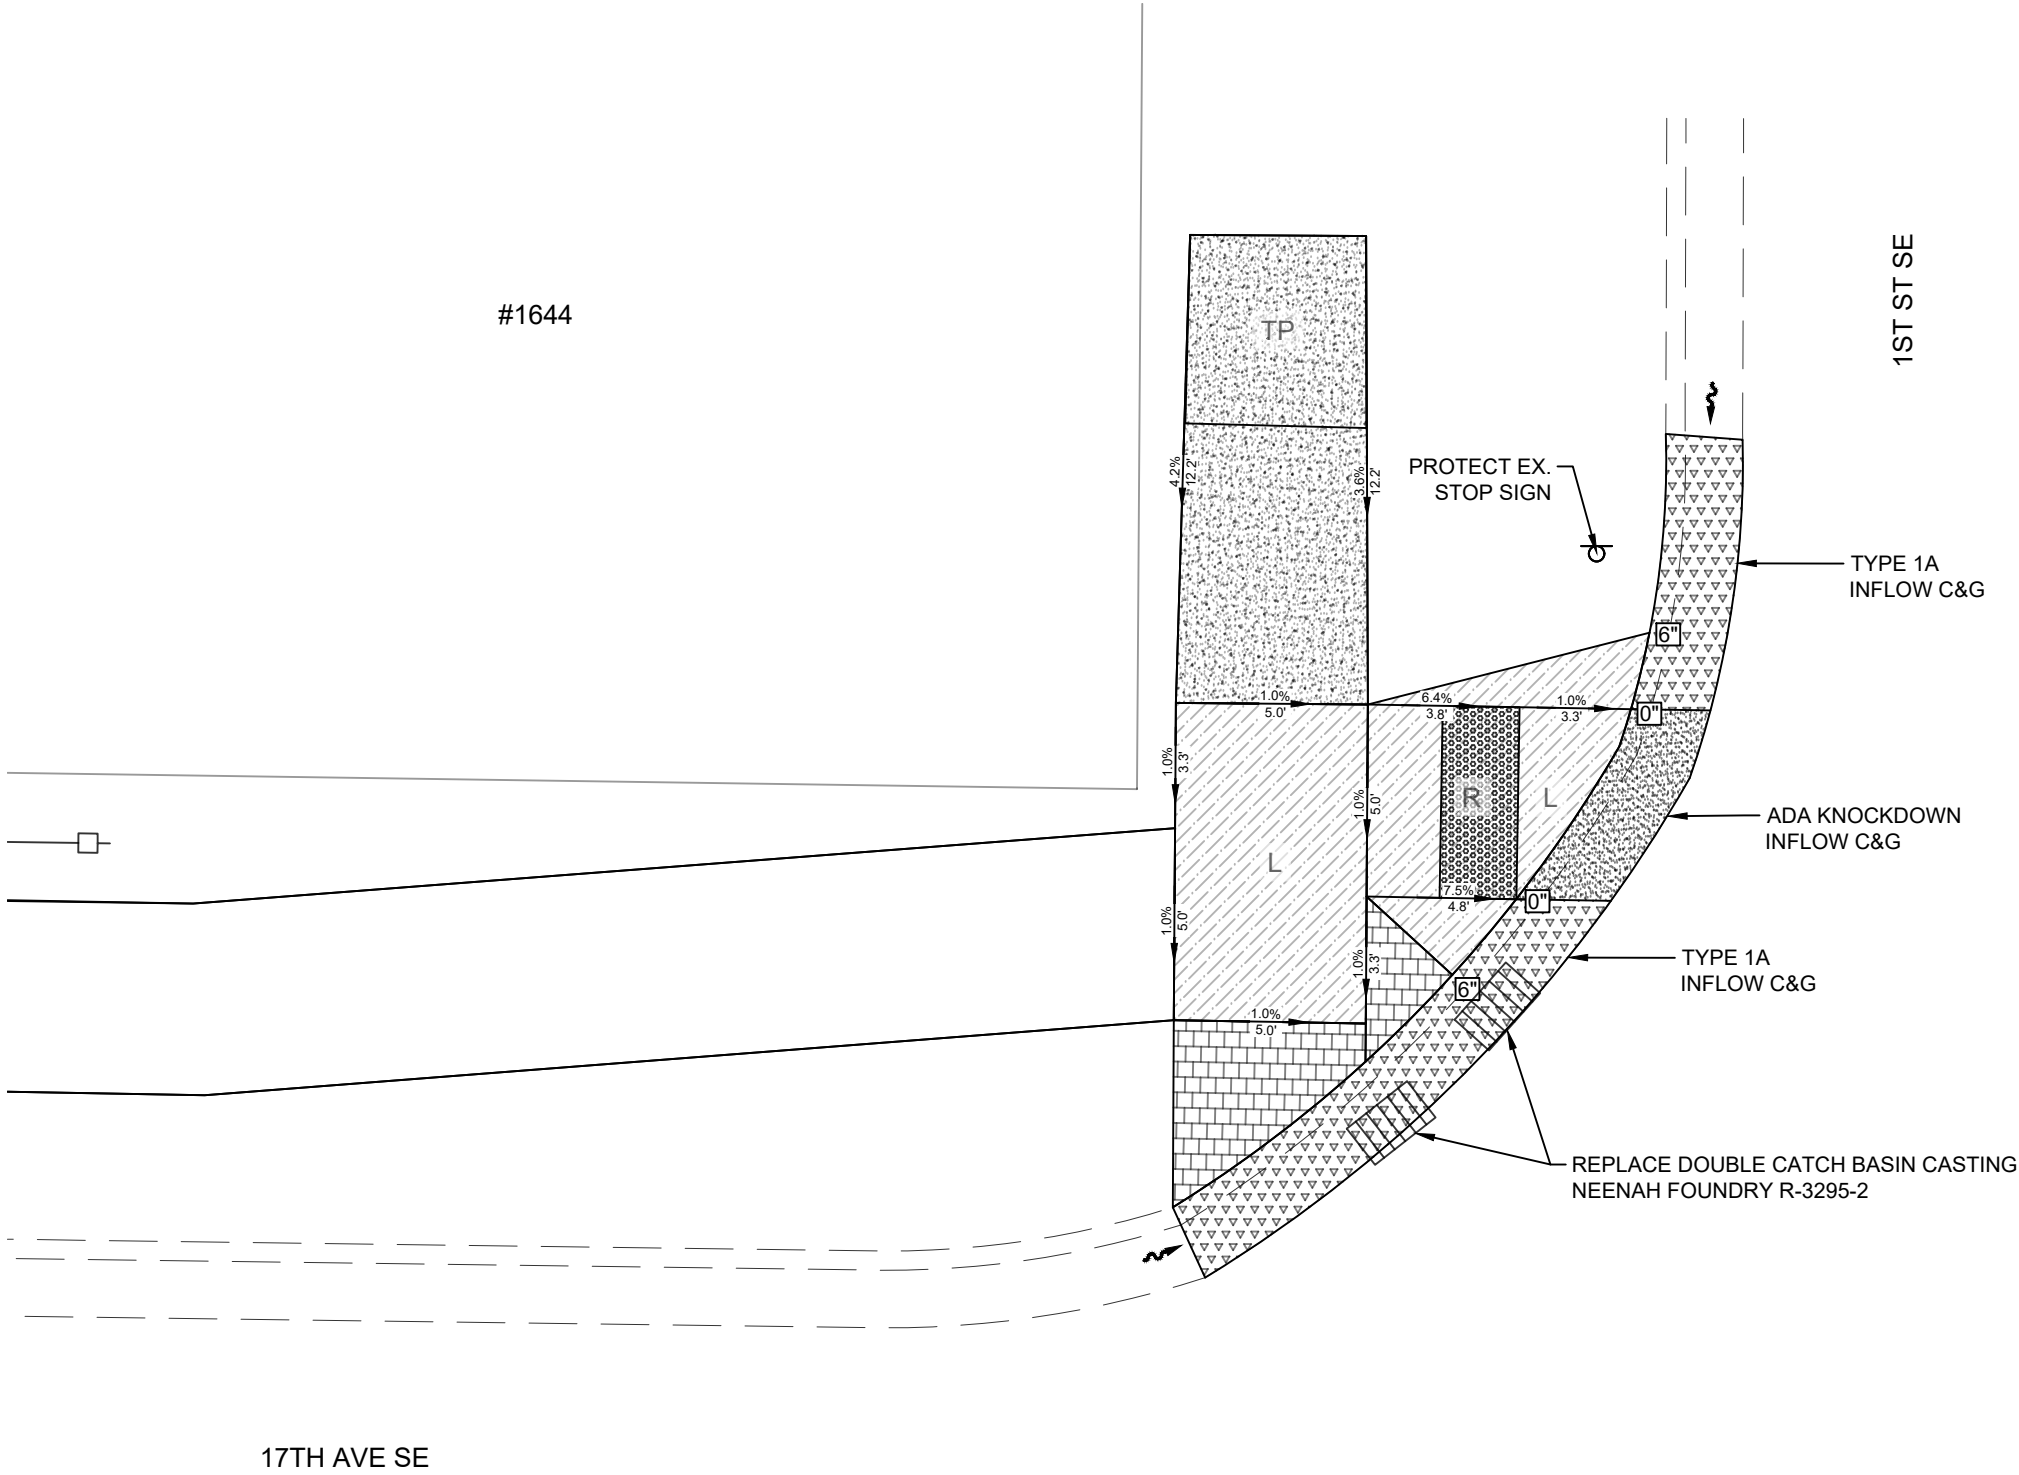 1ST ST SE
#1644
TP
4.2%
12.2'
3.6%
12.2'
PROTECT EX.
STOP SIGN
TYPE 1A
INFLOW C&G
6"
1.0%
5.0'
6.4%
3.8'
1.0%
3.3'
0"
1.0%
3.3'
1.0%
5.0'
R
L
ADA KNOCKDOWN
INFLOW C&G
L
7.5%
4.8'
0"
1.0%
5.0'
1.0%
3.3'
TYPE 1A
INFLOW C&G
6"
1.0%
5.0'
REPLACE DOUBLE CATCH BASIN CASTING
NEENAH FOUNDRY R-3295-2
17TH AVE SE